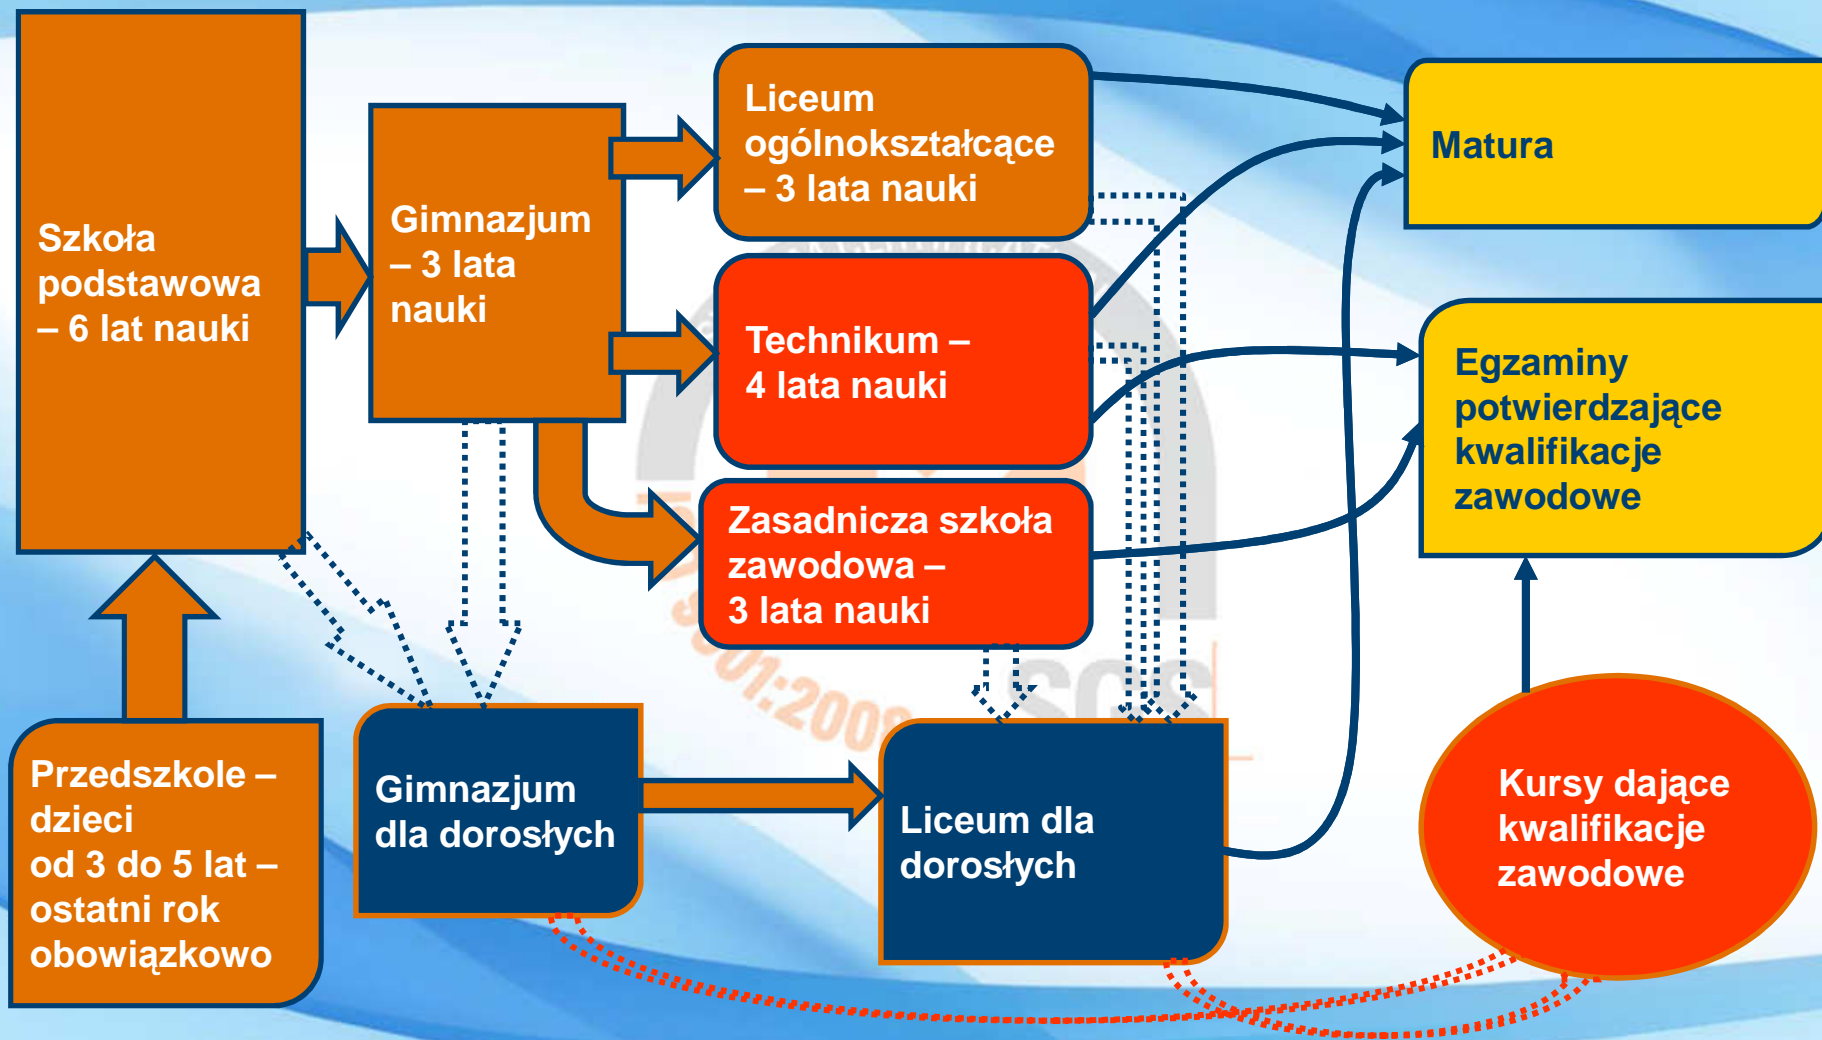 Szkoła
podstawowa
– 6 lat nauki
Gimnazjum
– 3 lata
nauki
Liceum
ogólnokształcące
– 3 lata nauki
Technikum –
4 lata nauki
Zasadnicza szkoła
zawodowa –
3 lata nauki
Matura
Egzaminy
potwierdzające
kwalifikacje
zawodowe
Przedszkole –
dzieci
od 3 do 5 lat –
ostatni rok
obowiązkowo
Gimnazjum
dla dorosłych
Liceum dla
dorosłych
Kursy dające
kwalifikacje
zawodowe
SGS